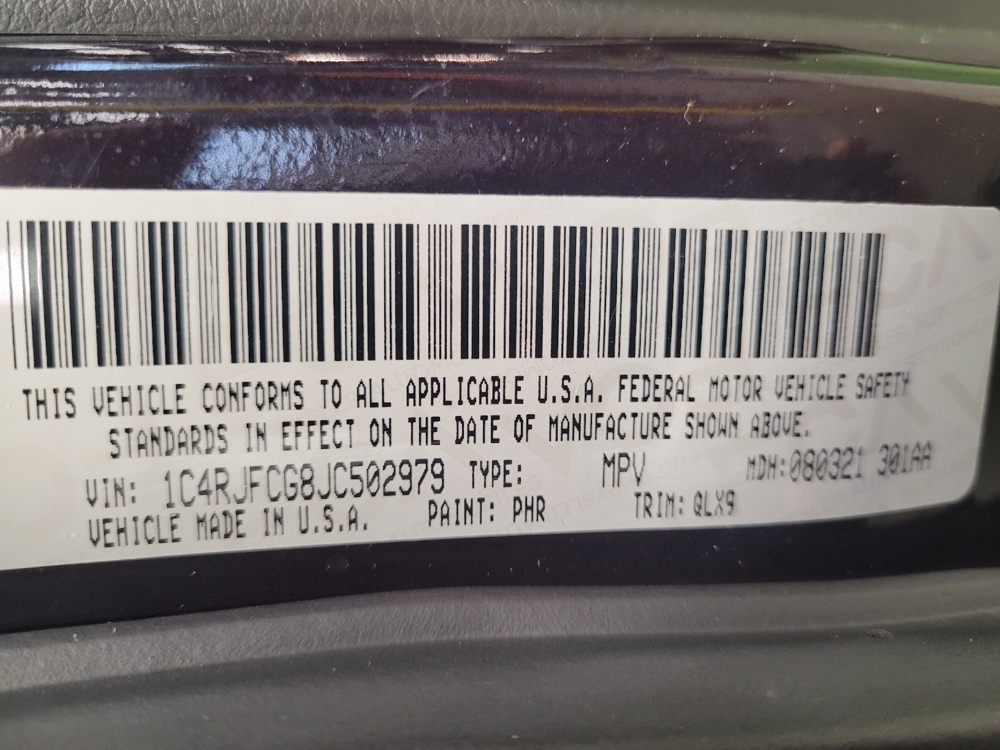 THIS VEHICLE CONFORMS TO ALL APPLICABLE U.S.A. FEDERAL MOTOR VEHICLE SAFETY
STANDARDS IN EFFECT ON THE DATE OF MANUFACTURE SHOWN ABOVE.
VIN: 1C4RJFCG8JC502979 TYPE: MPV MDH:080321 301AA
VEHICLE MADE IN U.S.A. PAINT: PHR TRIM: QLX9